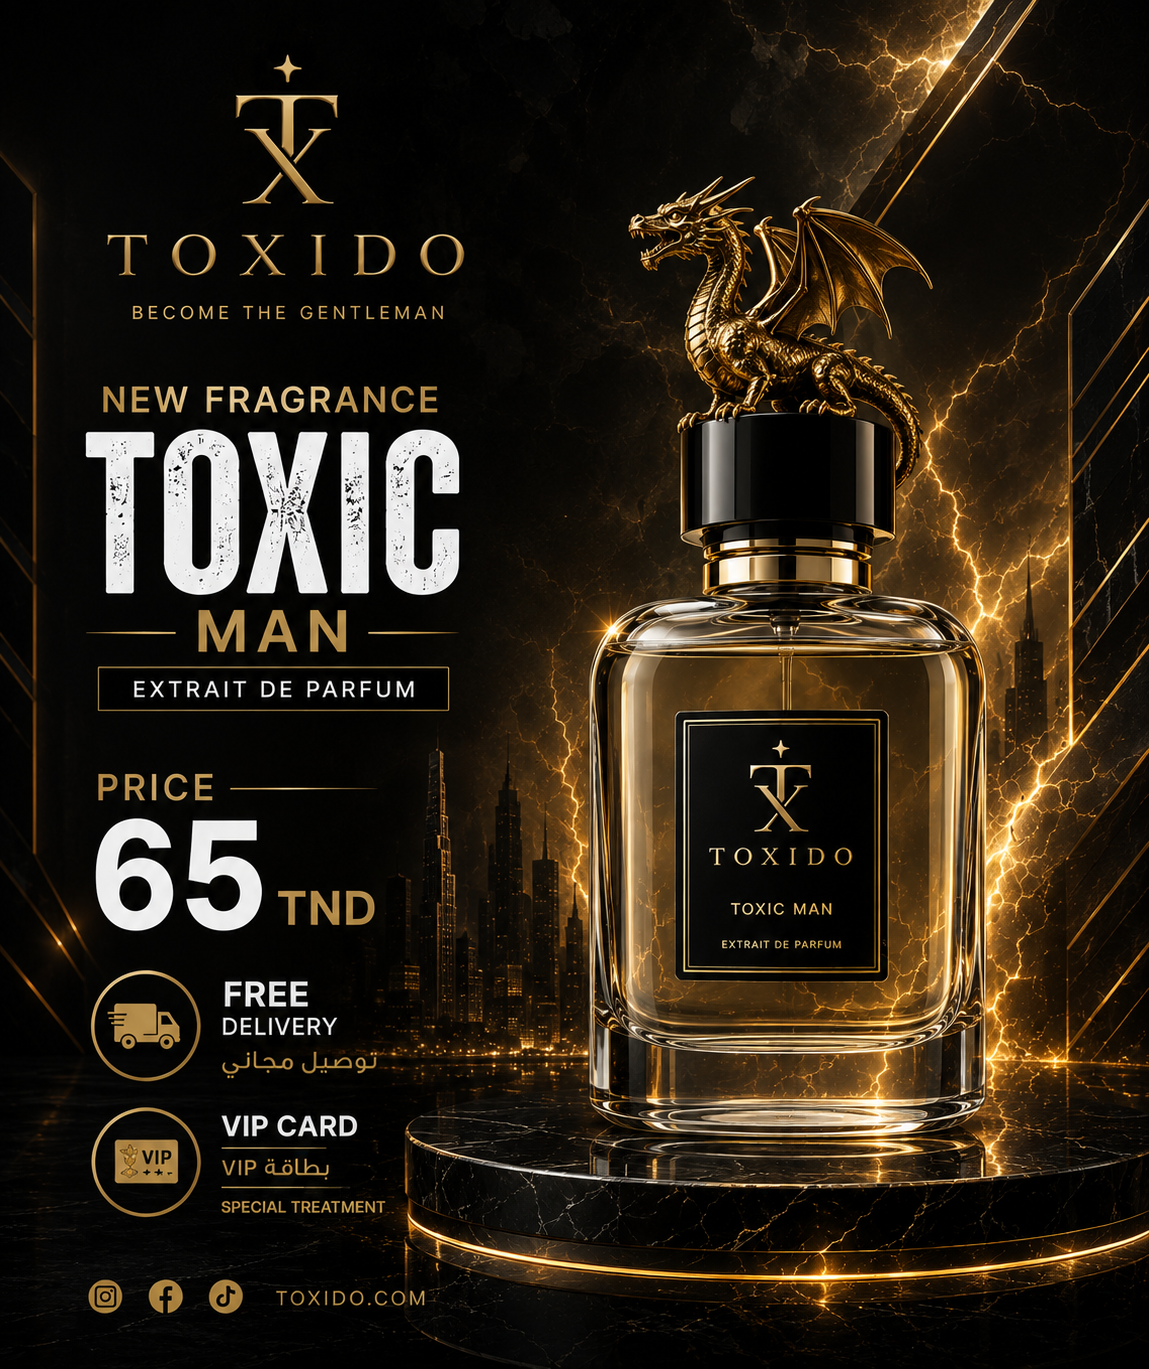 TOXIDO
BECOME THE GENTLEMAN
NEW FRAGRANCE
TOXIC
MAN
EXTRAIT DE PARFUM
PRICE
65 TND
FREE
DELIVERY
توصيل مجاني
VIP
VIP CARD
بطاقة VIP
SPECIAL TREATMENT
TOXIDO.COM
TX
TOXIDO
TOXIC MAN
EXTRAIT DE PARFUM